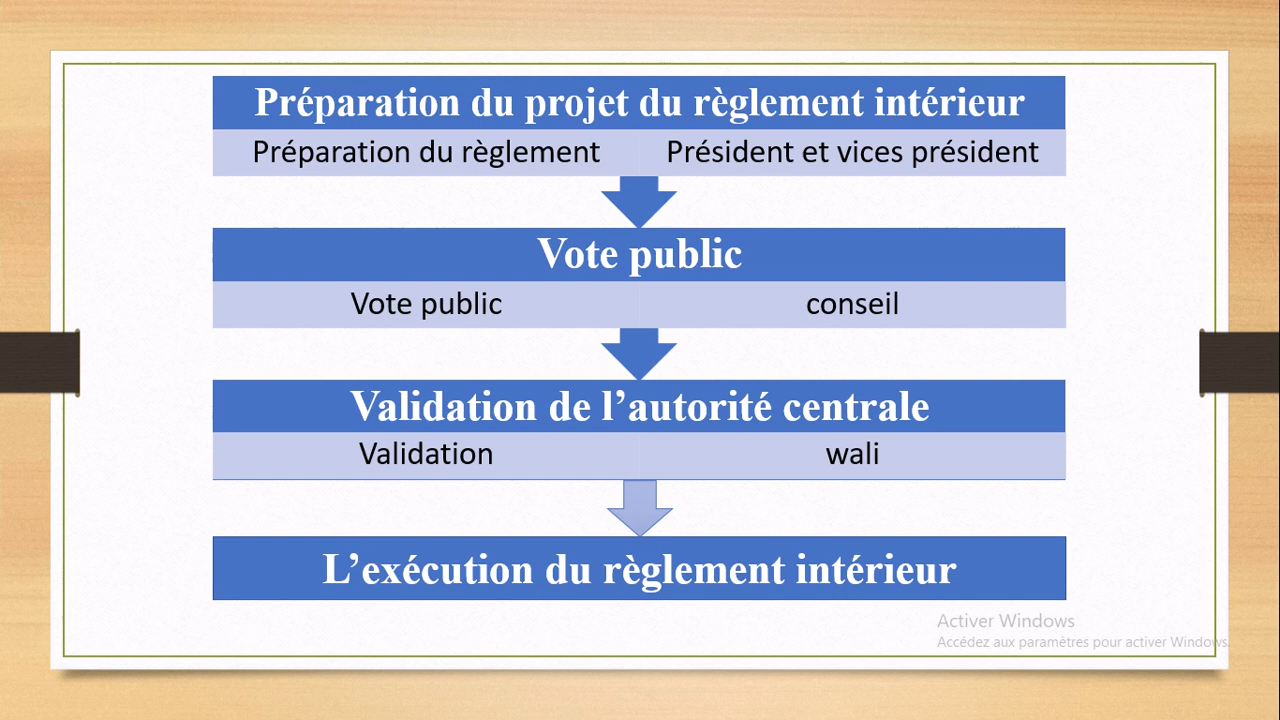 Préparation du projet du règlement intérieur
Préparation du règlement
Président et vices président
Vote public
Vote public
conseil
Validation de l’autorité centrale
Validation
wali
L’exécution du règlement intérieur
Activer Windows
Accédez aux paramètres pour activer Windows.